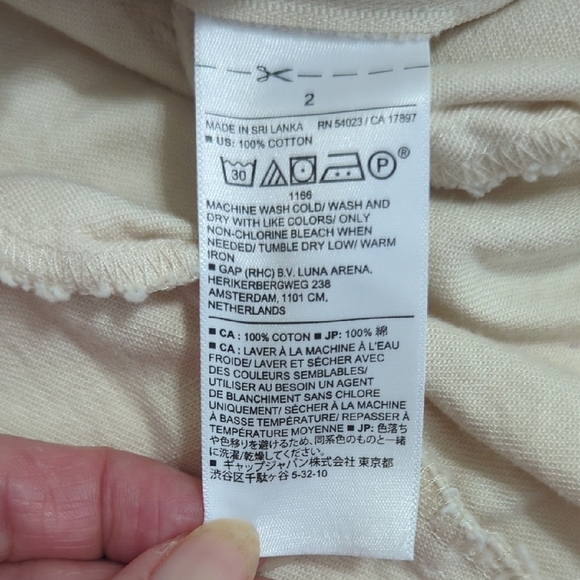 2
MADE IN SRI LANKA RN 54023 / CA 17897
■ US: 100% COTTON
30 P ®
1166
MACHINE WASH COLD/ WASH AND
DRY WITH LIKE COLORS/ ONLY
NON-CHLORINE BLEACH WHEN
NEEDED/ TUMBLE DRY LOW/ WARM
IRON
■ GAP (RHC) B.V. LUNA ARENA,
HERIKERBERGWEG 238
AMSTERDAM, 1101 CM,
NETHERLANDS
■ CA : 100% COTON ■ JP: 100% 綿
■ CA : LAVER À LA MACHINE À L'EAU
FROIDE/ LAVER ET SÉCHER AVEC
DES COULEURS SEMBLABLES/
UTILISER AU BESOIN UN AGENT
DE BLANCHIMENT SANS CHLORE
UNIQUEMENT/ SÉCHER À LA MACHINE
À BASSE TEMPÉRATURE/ REPASSER À
TEMPÉRATURE MOYENNE ■ JP: 色落ち
や色移りを避けるため、同系色のものと一緒
に洗濯/乾燥してください。
■ ギャップジャパン株式会社 東京都
渋谷区千駄ヶ谷 5-32-10